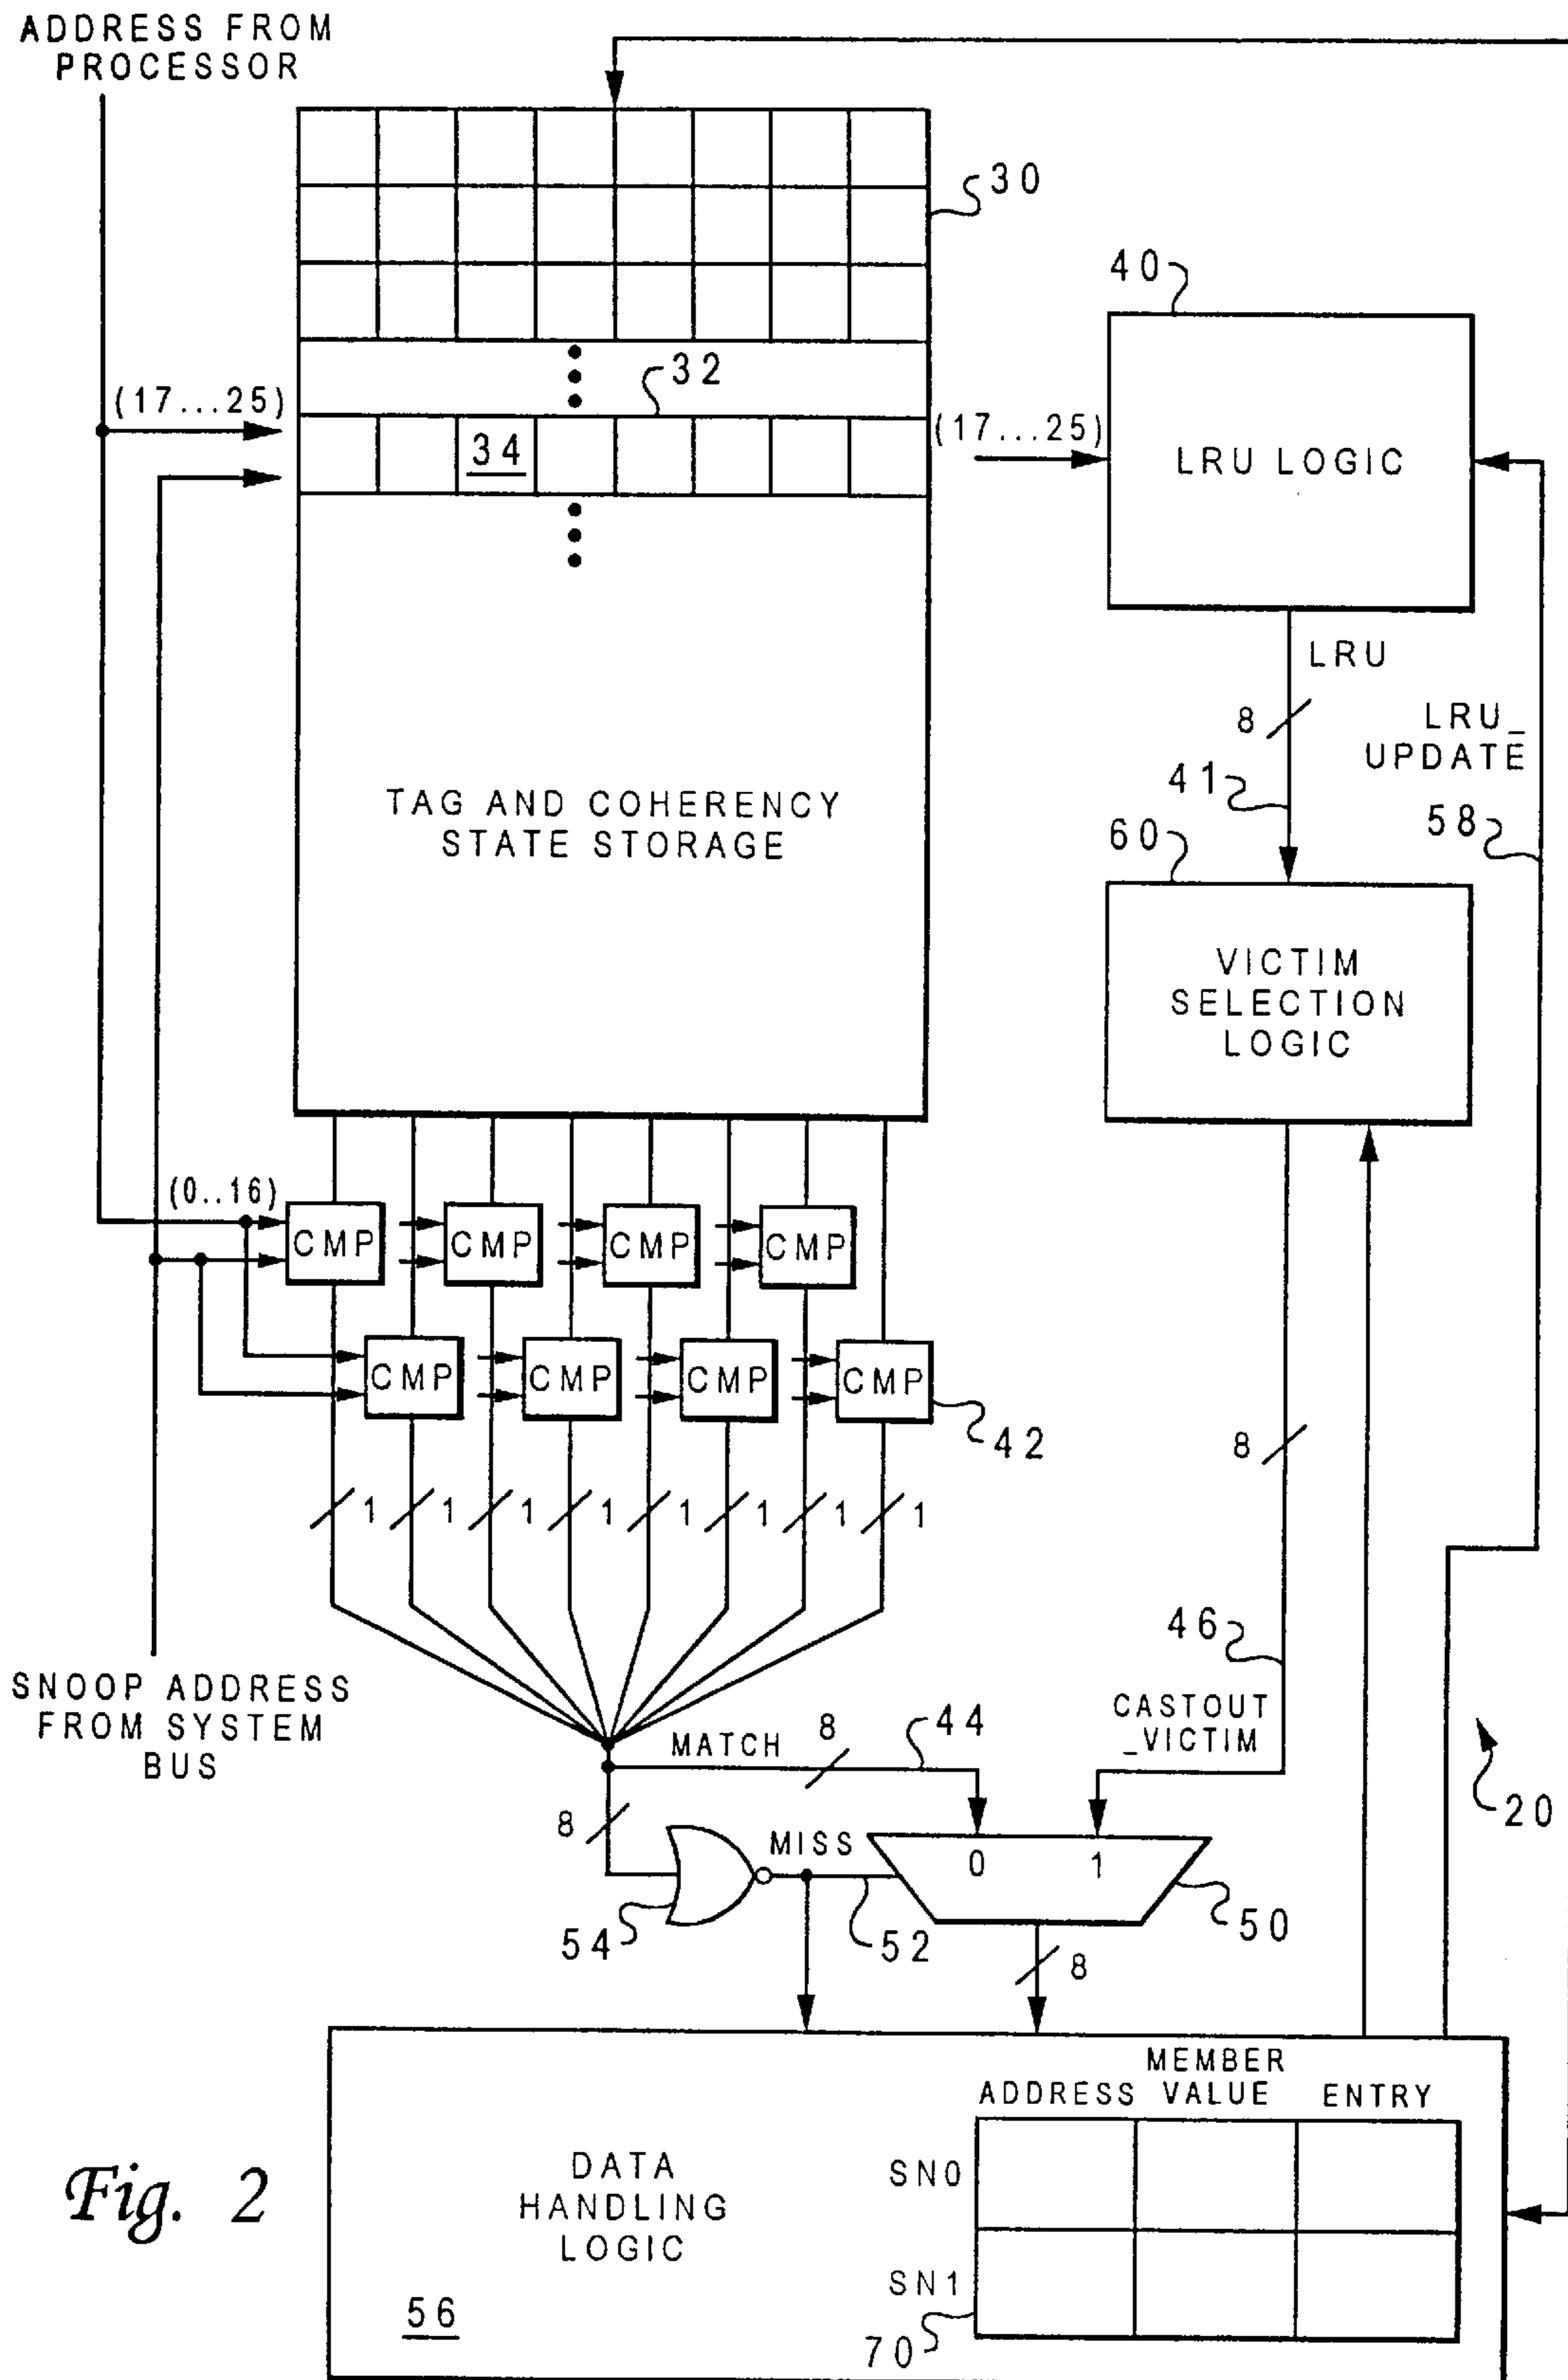 ADDRESS FROM
PROCESSOR
30
40
32
(17...25)
34
(17...25)
LRU LOGIC
LRU
8
LRU_
UPDATE
41
58
TAG AND COHERENCY
STATE STORAGE
60
VICTIM
SELECTION
LOGIC
(0..16)
CMP CMP CMP CMP
CMP CMP CMP CMP
42
8
1 1 1 1 1 1 1 1
46
SNOOP ADDRESS
FROM SYSTEM
BUS
MATCH
8
44
CASTOUT
_VICTIM
20
8
MISS
0 1
54
52
50
8
MEMBER
ADDRESS VALUE ENTRY
SN0
DATA
HANDLING
LOGIC
SN1
56
70
Fig. 2